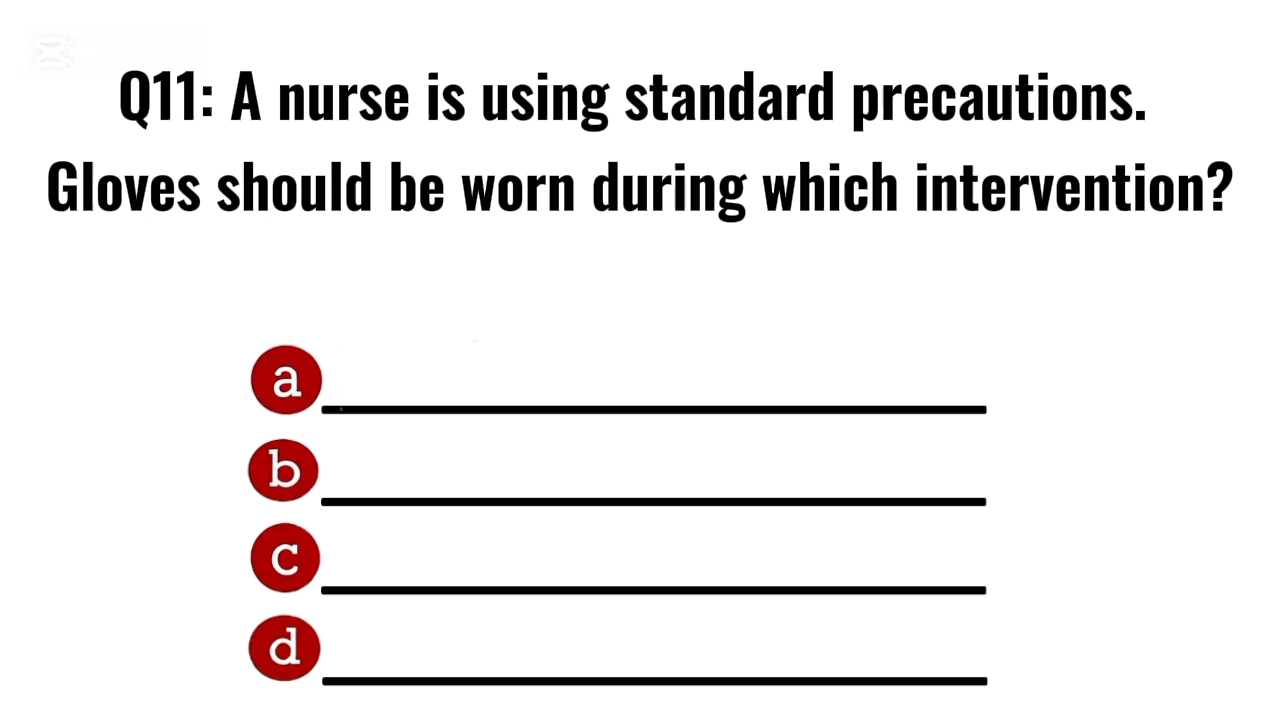 Q11: A nurse is using standard precautions.
Gloves should be worn during which intervention?
a
b
c
d